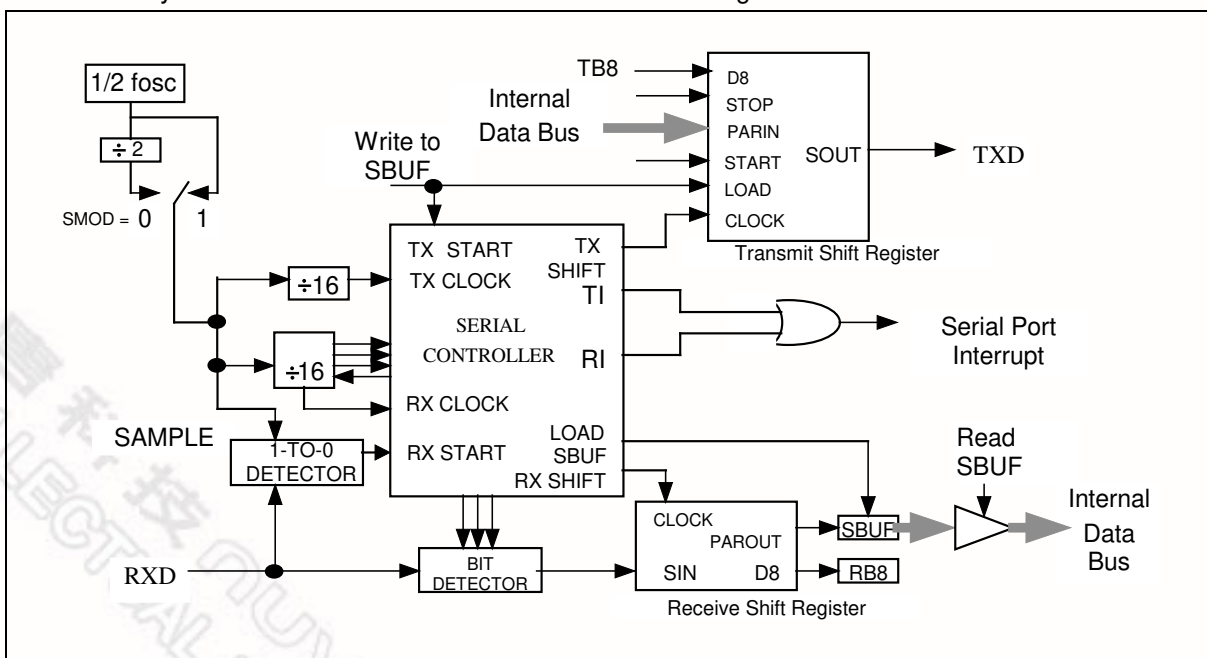 1/2 fosc
÷ 2
SMOD = 0 1
TB8
Internal
Data Bus
Write to
SBUF
D8
STOP
PARIN
START
LOAD
CLOCK
SOUT
TXD
Transmit Shift Register
÷16
÷16
TX START
TX CLOCK
SERIAL
CONTROLLER
RX CLOCK
RX START
TX
SHIFT
TI
RI
LOAD
SBUF
RX SHIFT
Serial Port
Interrupt
SAMPLE
1-TO-0
DETECTOR
RXD
BIT
DETECTOR
CLOCK
PAROUT
SIN D8
Receive Shift Register
SBUF
RB8
Read
SBUF
Internal
Data
Bus